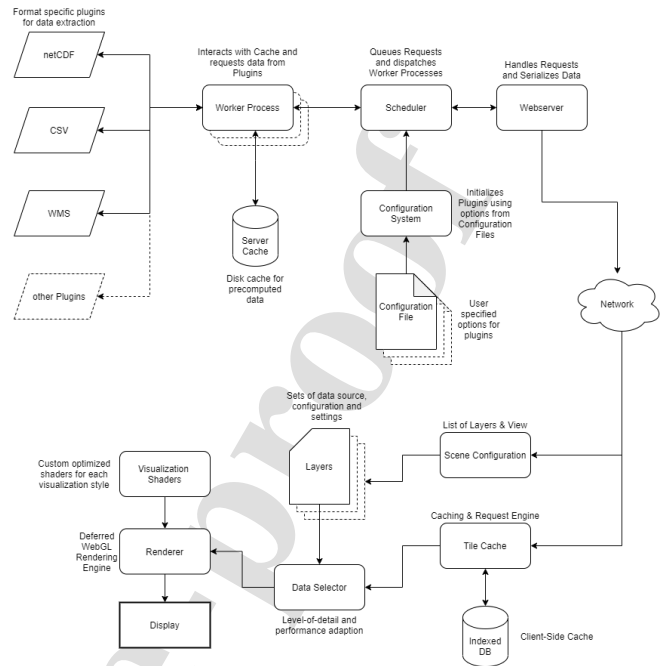 Format specific plugins
for data extraction
netCDF
CSV
WMS
other Plugins
Interacts with Cache and
requests data from
Plugins
Worker Process
Server
Cache
Disk cache for
precomputed
data
Queues Requests
and dispatches
Worker Processes
Scheduler
Handles Requests
and Serializes Data
Webserver
Configuration
System
Initializes
Plugins using
options from
Configuration
Files
Configuration
File
User
specified
options for
plugins
Network
Sets of data source,
configuration and
settings
Layers
List of Layers & View
Scene Configuration
Custom optimized
shaders for each
visualization style
Visualization
Shaders
Caching & Request Engine
Tile Cache
Deferred
WebGL
Rendering
Engine
Renderer
Data Selector
Level-of-detail and
performance adaption
Display
Indexed
DB
Client-Side Cache
proof